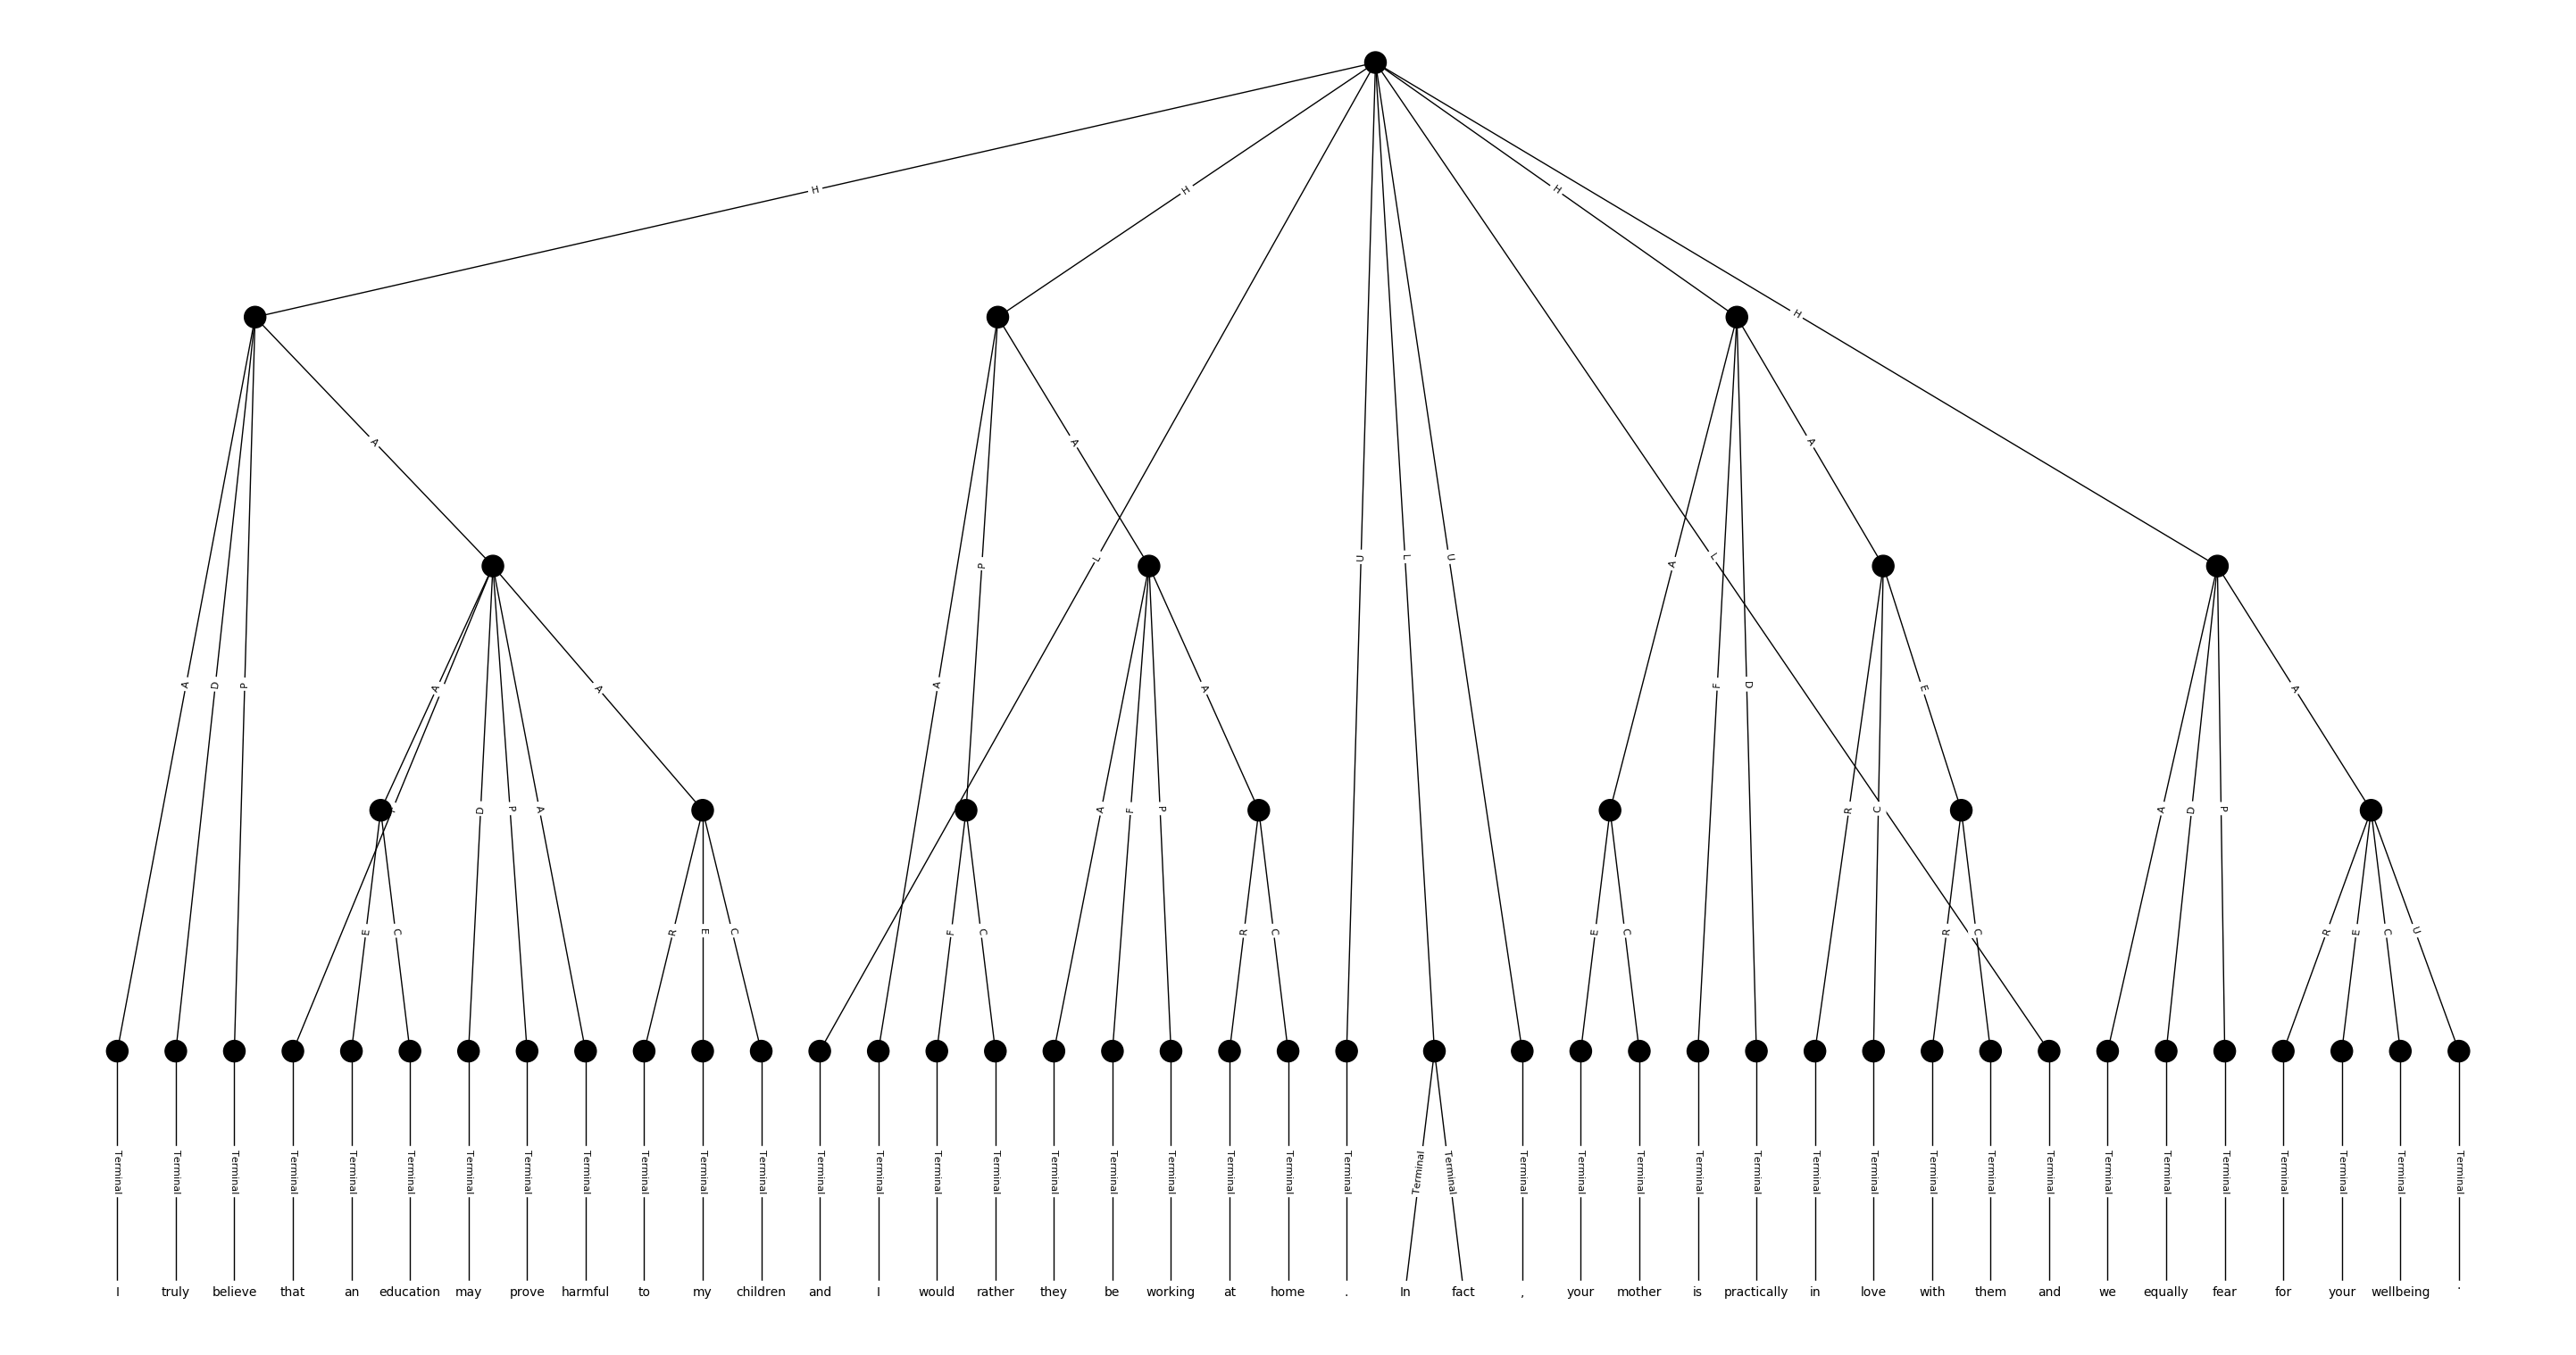 H H H H
A A A
A D P A A P L U L U A F D L E A
F D P A A F P A R C A D P A
E C R E C F C R C E C R C R E C U
Terminal Terminal Terminal Terminal Terminal Terminal Terminal Terminal Terminal Terminal Terminal Terminal Terminal Terminal Terminal Terminal Terminal Terminal Terminal Terminal Terminal Terminal Terminal Terminal Terminal Terminal Terminal Terminal Terminal Terminal Terminal Terminal Terminal Terminal Terminal Terminal Terminal Terminal Terminal Terminal Terminal
I truly believe that an education may prove harmful to my children and I would rather they be working at home . In fact , your mother is practically in love with them and we equally fear for your wellbeing .